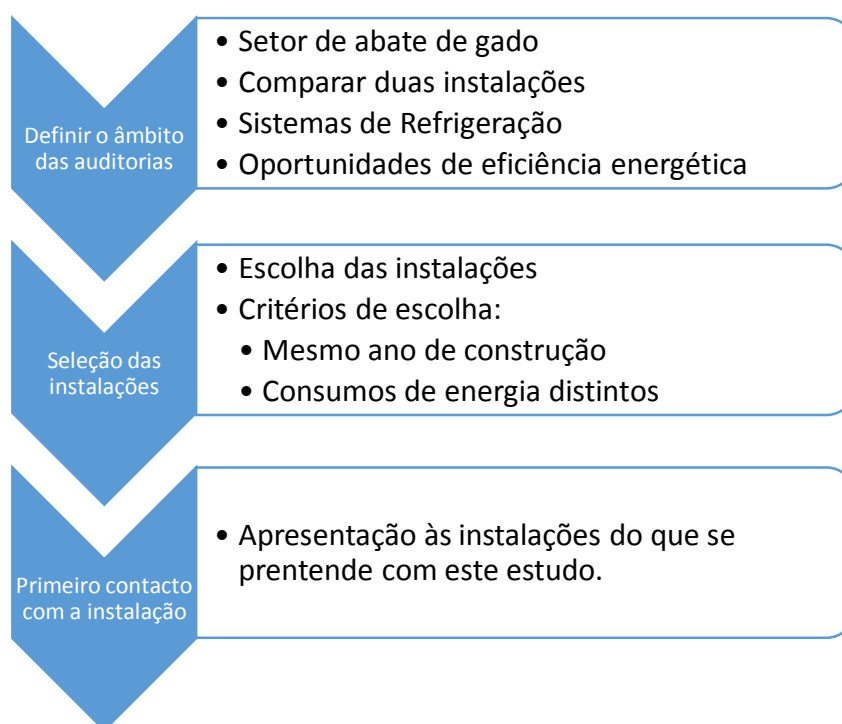 Definir o âmbito
das auditorias
• Setor de abate de gado
• Comparar duas instalações
• Sistemas de Refrigeração
• Oportunidades de eficiência energética
Seleção das
instalações
• Escolha das instalações
• Critérios de escolha:
• Mesmo ano de construção
• Consumos de energia distintos
Primeiro contacto
com a instalação
• Apresentação às instalações do que se
prentende com este estudo.